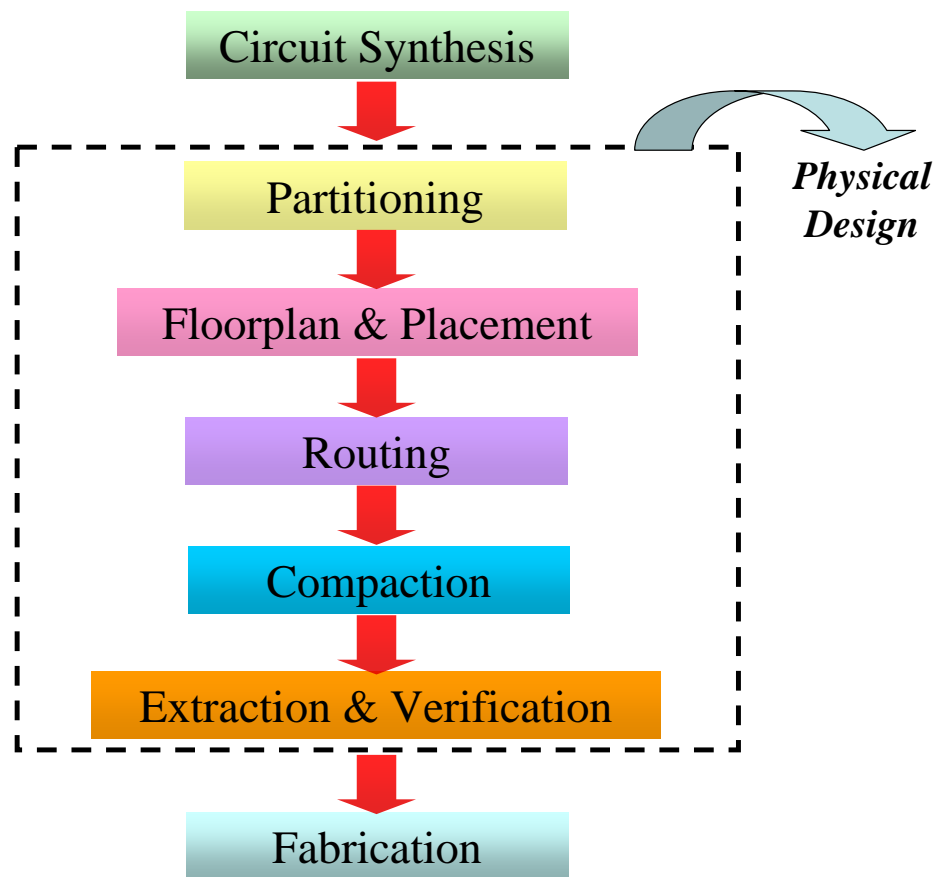 Circuit Synthesis
Partitioning
Physical
Design
Floorplan & Placement
Routing
Compaction
Extraction & Verification
Fabrication